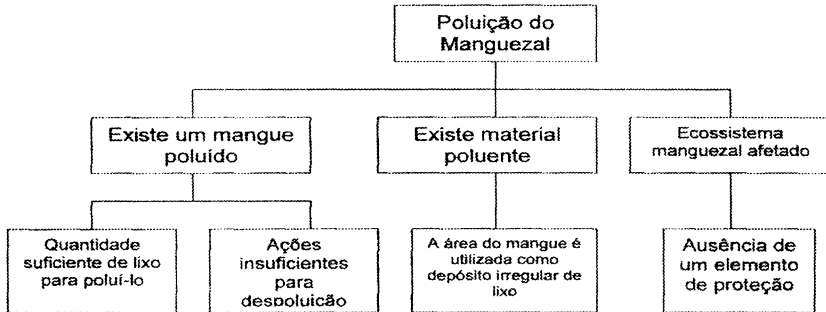 Poluição do
Manguezal
Existe um mangue
poluído
Existe material
poluente
Ecossistema
manguezal afetado
Quantidade
suficiente de lixo
para poluí-lo
Ações
insuficientes
para
despoluição
A área do mangue é
utilizada como
depósito irregular de
lixo
Ausência de
um elemento
de proteção